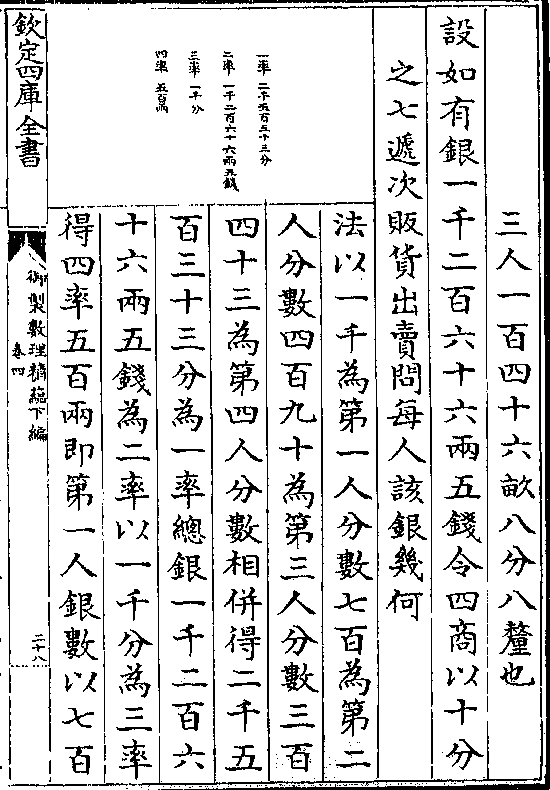 三人一百四十六畝八分八釐也
設如有銀一千二百六十六兩五錢令四商以十分
之七遞次販貨出賣問每人該銀幾何
一率 二千五百三十三分
二率 一千二百六十六兩五錢
三率 一千分
四率 五百兩
法以一千為第一人分數七百為第二
人分數四百九十為第三人分數三百
四十三為第四人分數相併得二千五
百三十三分為一率總銀一千二百六
十六兩五錢為二率以一千分為三率
得四率五百兩即第一人銀數以七百
欽定四庫全書
御製數理精蘊下編
卷四
二十八